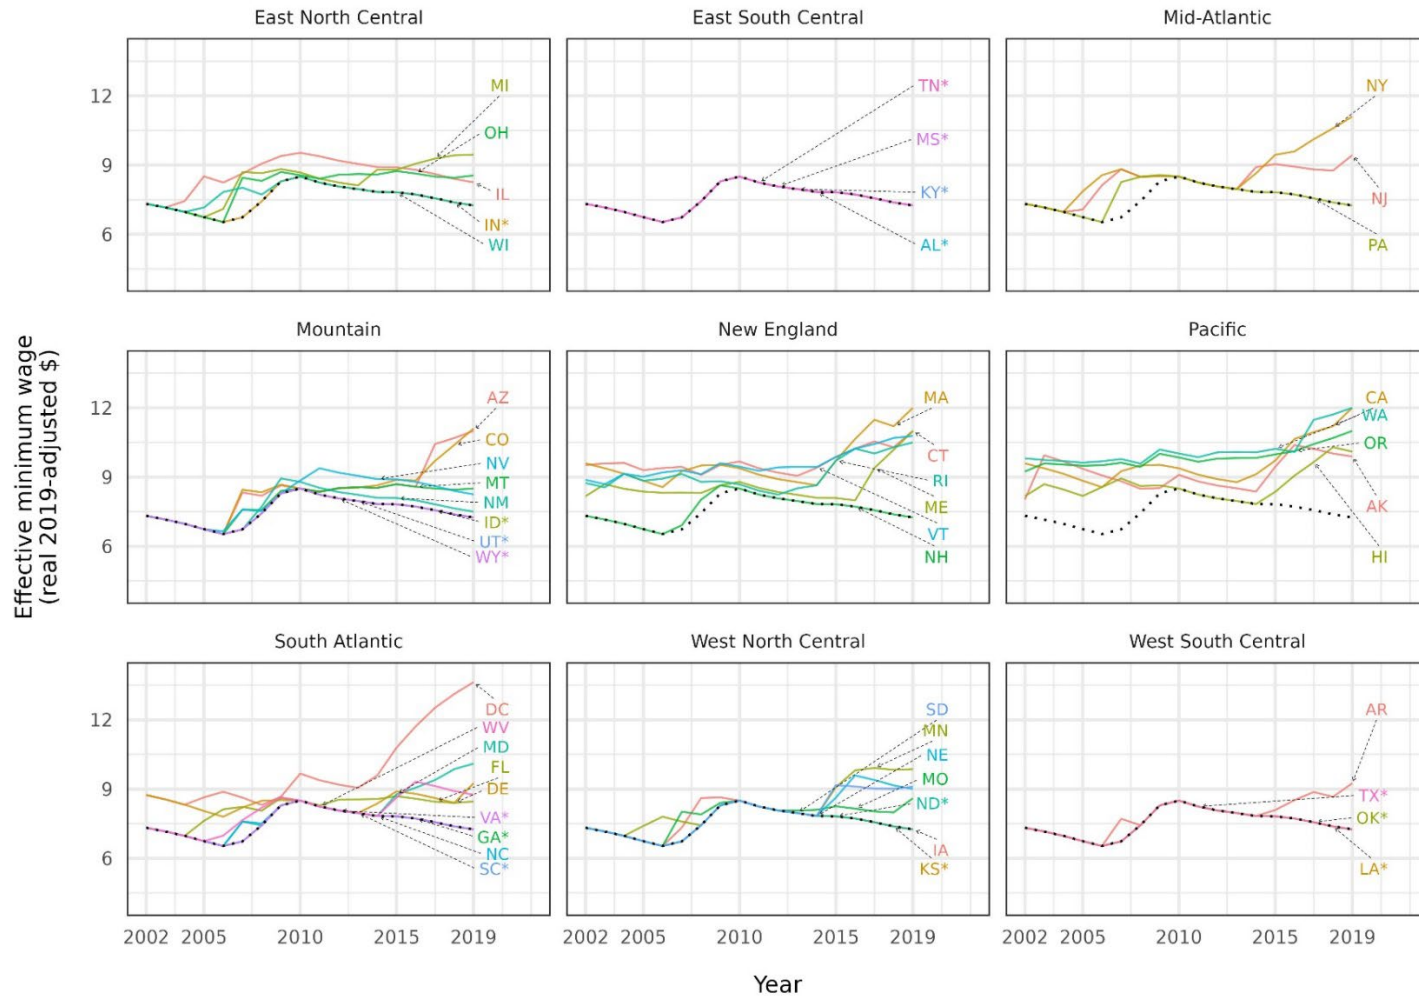 East North Central
East South Central
Mid-Atlantic
12
9
6
MI
OH
IL
IN*
WI
TN*
MS*
KY*
AL*
NY
NJ
PA
Mountain
New England
Pacific
Effective minimum wage
(real 2019-adjusted $)
12
9
6
AZ
CO
NV
MT
NM
ID*
UT*
WY*
MA
CT
RI
ME
VT
NH
CA
WA
OR
AK
HI
South Atlantic
West North Central
West South Central
12
9
6
DC
WV
MD
FL
DE
VA*
GA*
NC
SC*
SD
MN
NE
MO
ND*
IA
KS*
AR
TX*
OK*
LA*
2002 2005 2010 2015 2019
2002 2005 2010 2015 2019
2002 2005 2010 2015 2019
Year